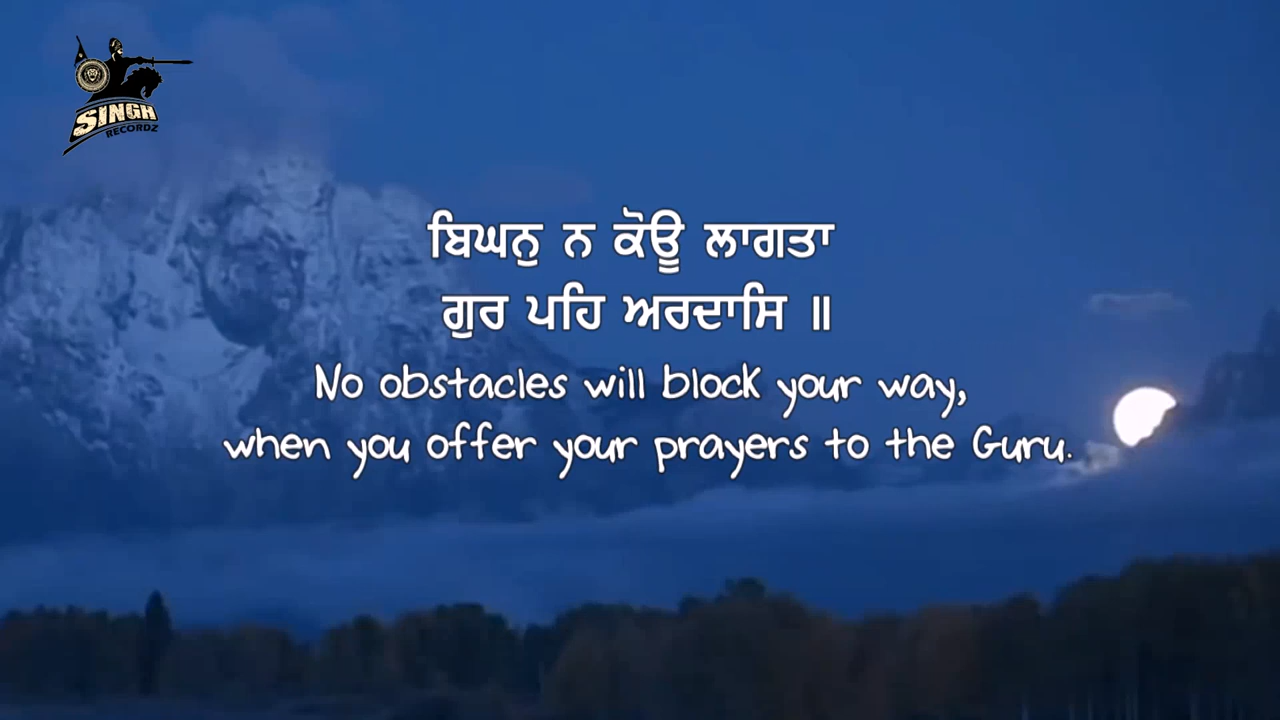 SINGH
RECORDZ
ਬਿਘਨੁ ਨ ਕੋਊ ਲਾਗਤਾ
ਗੁਰ ਪਹਿ ਅਰਦਾਸਿ ॥
No obstacles will block your way,
when you offer your prayers to the Guru.